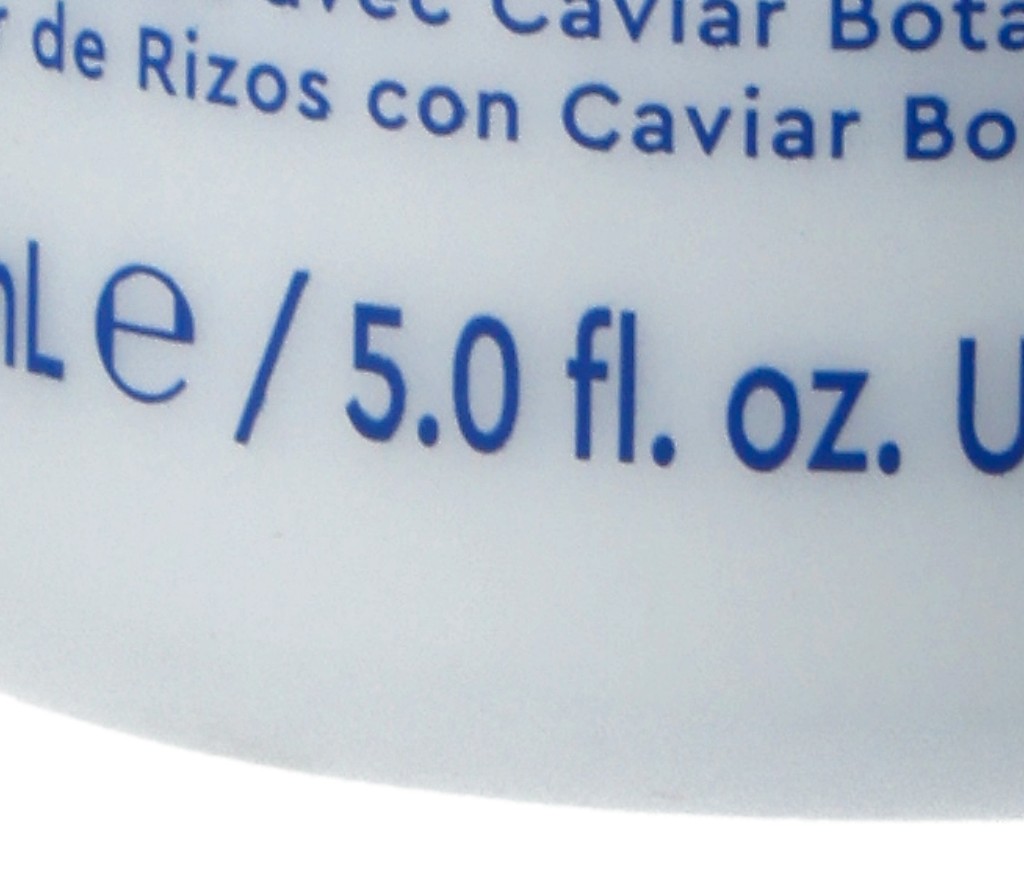 avec Caviar Bota
de Rizos con Caviar Bo
mL ℮ / 5.0 fl. oz. U